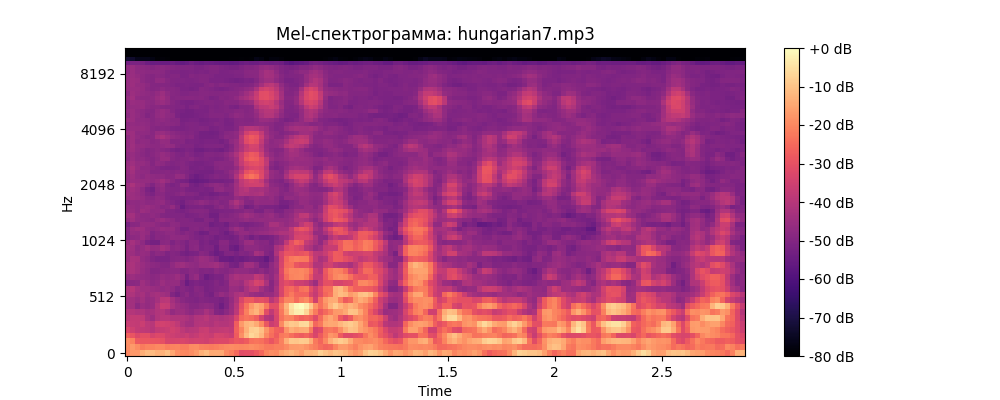 Mel-спектрограмма: hungarian7.mp3
Hz
8192
4096
2048
1024
512
0
0 0.5 1 1.5 2 2.5
Time
+0 dB
-10 dB
-20 dB
-30 dB
-40 dB
-50 dB
-60 dB
-70 dB
-80 dB